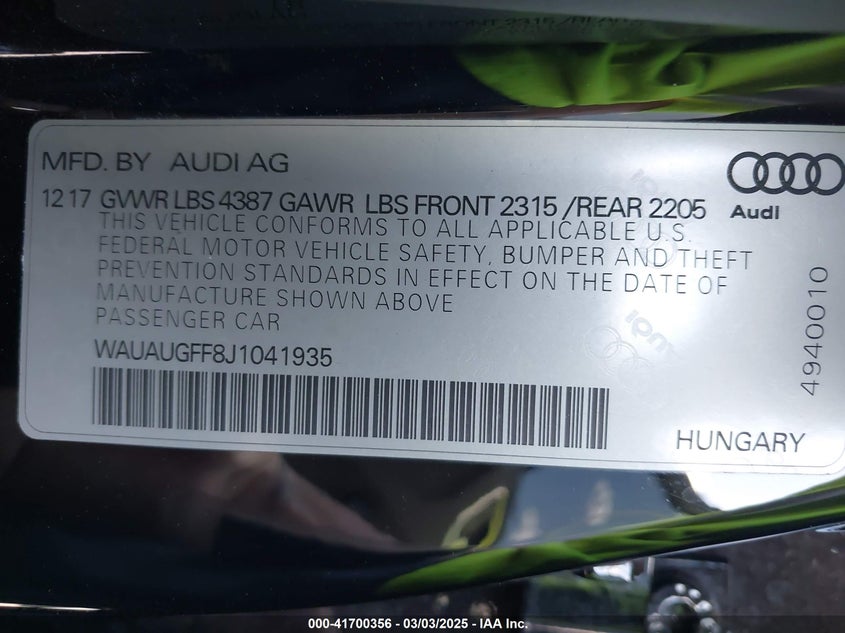 MFD. BY AUDI AG
12 17 GVWR LBS 4387 GAWR LBS FRONT 2315 /REAR 2205
Audi
THIS VEHICLE CONFORMS TO ALL APPLICABLE U.S.
FEDERAL MOTOR VEHICLE SAFETY, BUMPER AND THEFT
PREVENTION STANDARDS IN EFFECT ON THE DATE OF
MANUFACTURE SHOWN ABOVE
PASSENGER CAR
WAUAUGFF8J1041935
4940010
HUNGARY
000-41700356 - 03/03/2025 - IAA Inc.